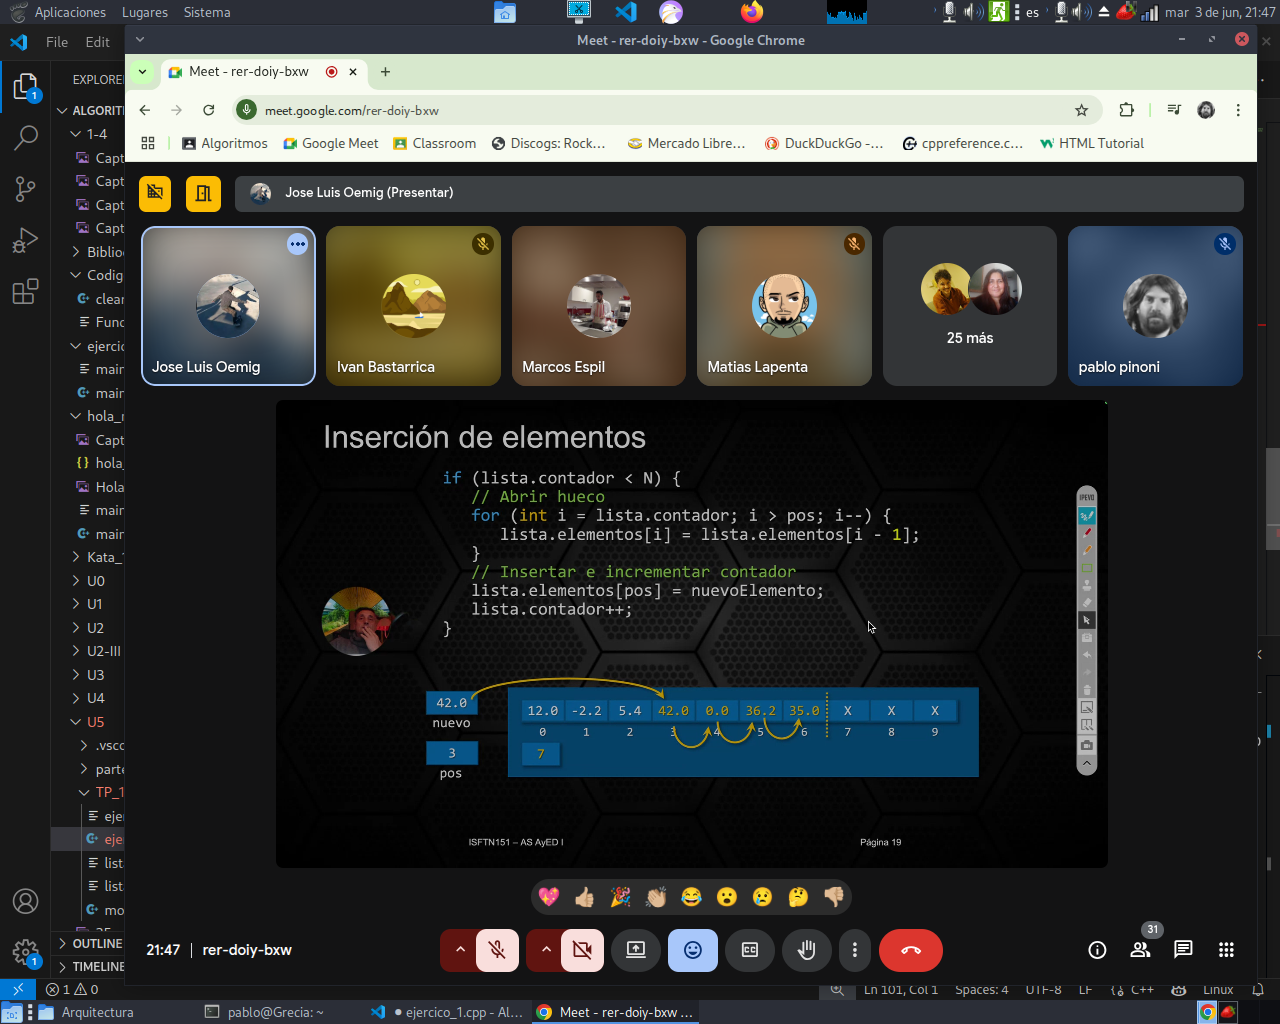 Aplicaciones Lugares Sistema es mar 3 de jun, 21:47
File Edit
Meet - rer-doiy-bxw - Google Chrome
Meet - rer-doiy-bxw
meet.google.com/rer-doiy-bxw
Algoritmos Google Meet Classroom Discogs: Rock... Mercado Libre... DuckDuckGo -... cppreference.c... HTML Tutorial
EXPLORE
ALGORITI
1-4
Capt
Capt
Capt
Capt
Biblio
Codig
clear
Func
ejercic
main
main
hola_r
Capt
hola_
Hola
main
main
Kata_
U0
U1
U2
U2-III
U3
U4
U5
.vsco
parte
TP_1
ejer
eje
list
list
mo
OUTLINE
TIMELINE
1
1
Jose Luis Oemig (Presentar)
Jose Luis Oemig
Ivan Bastarrica
Marcos Espil
Matias Lapenta
25 más
pablo pinoni
Inserción de elementos
if (lista.contador < N) {
// Abrir hueco
for (int i = lista.contador; i > pos; i--) {
lista.elementos[i] = lista.elementos[i - 1];
}
// Insertar e incrementar contador
lista.elementos[pos] = nuevoElemento;
lista.contador++;
}
IPEVO
42.0
nuevo
3
pos
12.0 -2.2 5.4 42.0 0.0 36.2 35.0 X X X
0 1 2 3 4 5 6 7 8 9
7
ISFTN151 – AS AyED I
Página 19
21:47 | rer-doiy-bxw
31
1 0 Ln 101, Col 1 Spaces: 4 UTF-8 LF C++ Linux
Arquitectura pablo@Grecia: ~ ejercico_1.cpp - Al... Meet - rer-doiy-bxw ...